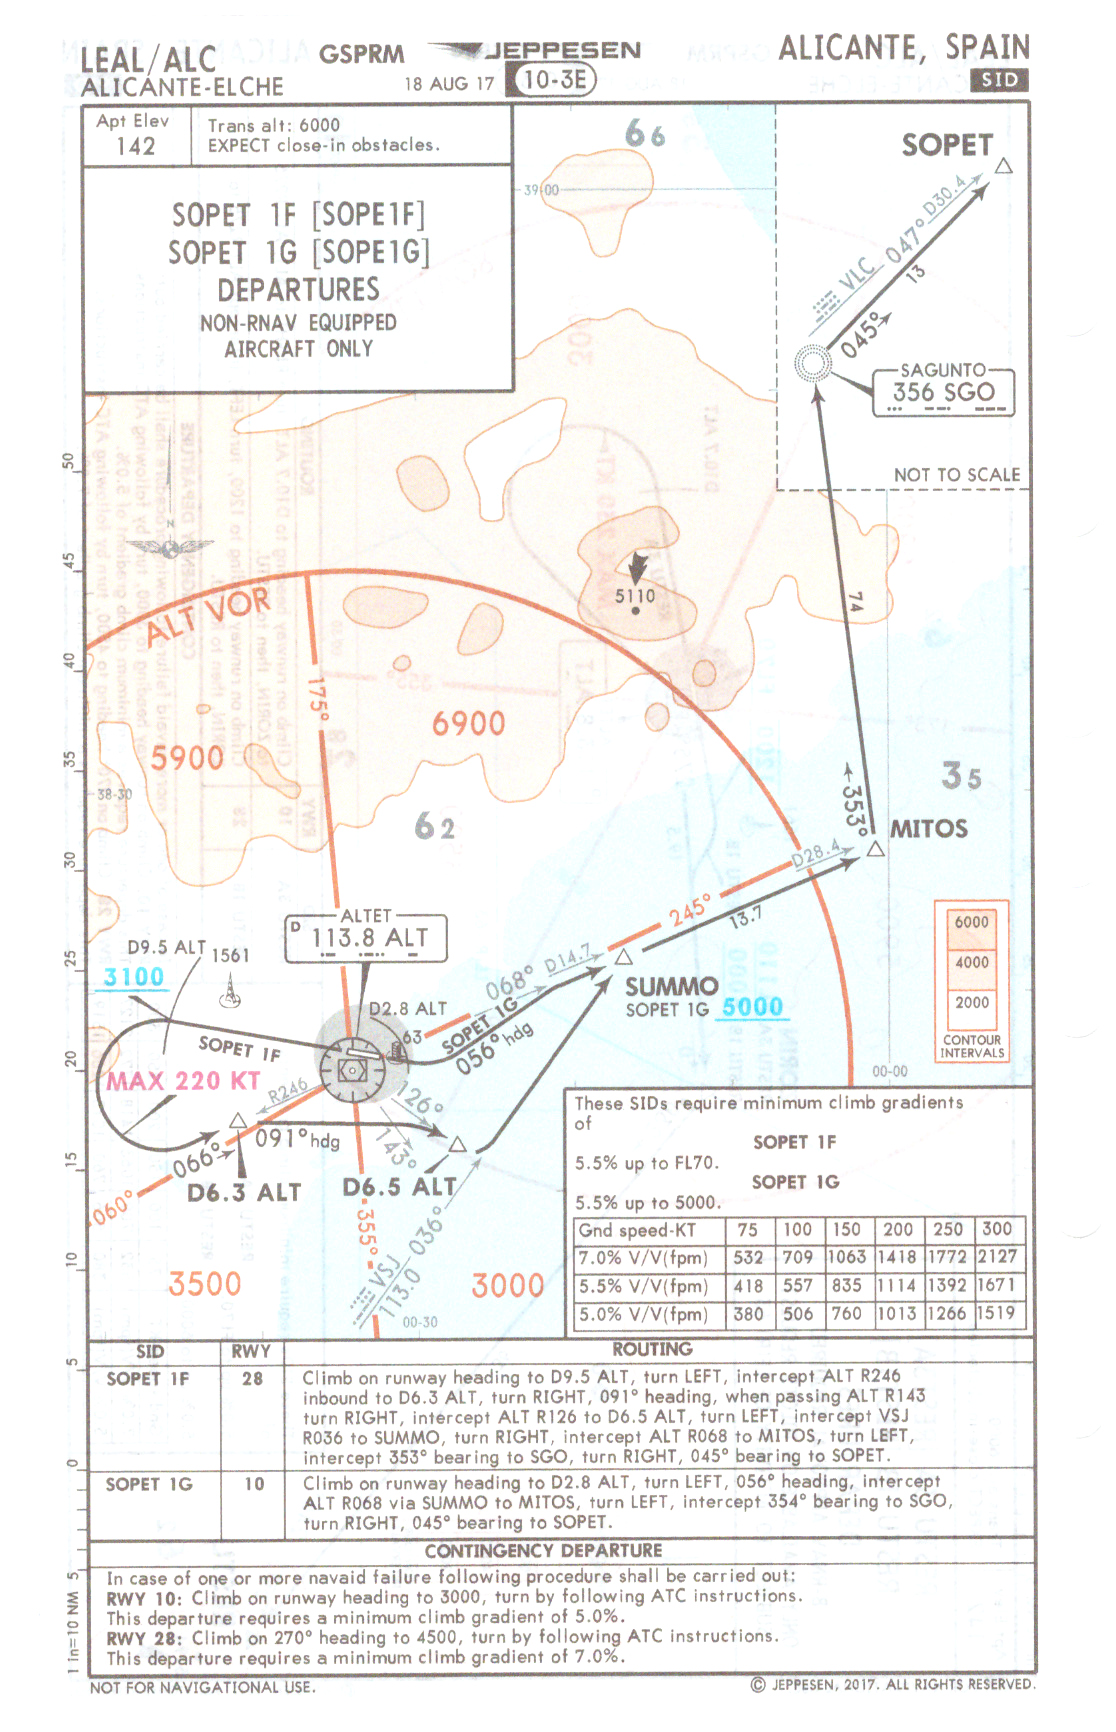 LEAL/ALC
ALICANTE-ELCHE
GSPRM
JEPPESEN
18 AUG 17
10-3E
ALICANTE, SPAIN
SID
Apt Elev
142
Trans alt: 6000
EXPECT close-in obstacles.
SOPET 1F [SOPE1F]
SOPET 1G [SOPE1G]
DEPARTURES
NON-RNAV EQUIPPED
AIRCRAFT ONLY
66
39-00
SOPET
VLC 047° D30.4
13
045°
SAGUNTO
356 SGO
NOT TO SCALE
N
5110
74
ALT VOR
175°
5900
6900
38-30
62
35
353°
MITOS
D28.4
245°
13.7
ALTET
D 113.8 ALT
D9.5 ALT
1561
3100
D2.8 ALT
63
068° D14.7
SOPET 1G
056° hdg
SUMMO
SOPET 1G 5000
SOPET 1F
MAX 220 KT
R246
126°
143°
091° hdg
066°
060°
D6.3 ALT
D6.5 ALT
355°
036°
VSJ
113.0
3500
3000
00-30
00-00
6000
4000
2000
CONTOUR
INTERVALS
These SIDs require minimum climb gradients
of
SOPET 1F
5.5% up to FL70.
SOPET 1G
5.5% up to 5000.
Gnd speed-KT 75 100 150 200 250 300
7.0% V/V(fpm) 532 709 1063 1418 1772 2127
5.5% V/V(fpm) 418 557 835 1114 1392 1671
5.0% V/V(fpm) 380 506 760 1013 1266 1519
50
45
40
35
30
25
20
15
10
5
0
5
1 in=10 NM
SID RWY ROUTING
SOPET 1F 28 Climb on runway heading to D9.5 ALT, turn LEFT, intercept ALT R246
inbound to D6.3 ALT, turn RIGHT, 091° heading, when passing ALT R143
turn RIGHT, intercept ALT R126 to D6.5 ALT, turn LEFT, intercept VSJ
R036 to SUMMO, turn RIGHT, intercept ALT R068 to MITOS, turn LEFT,
intercept 353° bearing to SGO, turn RIGHT, 045° bearing to SOPET.
SOPET 1G 10 Climb on runway heading to D2.8 ALT, turn LEFT, 056° heading, intercept
ALT R068 via SUMMO to MITOS, turn LEFT, intercept 354° bearing to SGO,
turn RIGHT, 045° bearing to SOPET.
CONTINGENCY DEPARTURE
In case of one or more navaid failure following procedure shall be carried out:
RWY 10: Climb on runway heading to 3000, turn by following ATC instructions.
This departure requires a minimum climb gradient of 5.0%.
RWY 28: Climb on 270° heading to 4500, turn by following ATC instructions.
This departure requires a minimum climb gradient of 7.0%.
NOT FOR NAVIGATIONAL USE.
© JEPPESEN, 2017. ALL RIGHTS RESERVED.